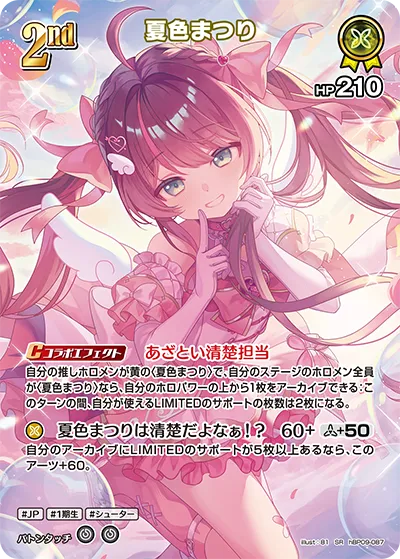 2nd
夏色まつり
HP210
Cコラボエフェクト あざとい清楚担当
自分の推しホロメンが黄の〈夏色まつり〉で、自分のステージのホロメン全員
が〈夏色まつり〉なら、自分のホロパワーの上から1枚をアーカイブできる：こ
のターンの間、自分が使えるLIMITEDのサポートの枚数は2枚になる。
夏色まつりは清楚だよなぁ！？ 60+ +50
自分のアーカイブにLIMITEDのサポートが5枚以上あるなら、この
アーツ+60。
#JP #1期生 #シューター
バトンタッチ
illust：81 SR hBP09-087